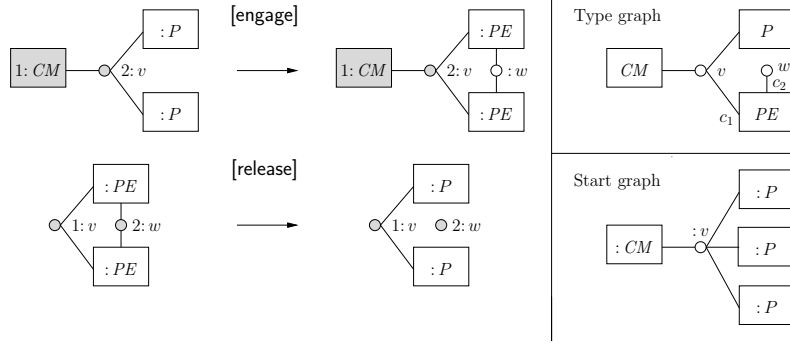 [engage]
: P
1: CM
2: v
: P
: PE
1: CM
2: v
: w
: PE
[release]
: PE
1: v
2: w
: PE
: P
1: v
2: w
: P
Type graph
P
CM
v
w
c₂
c₁
PE
Start graph
: P
: v
: CM
: P
: P